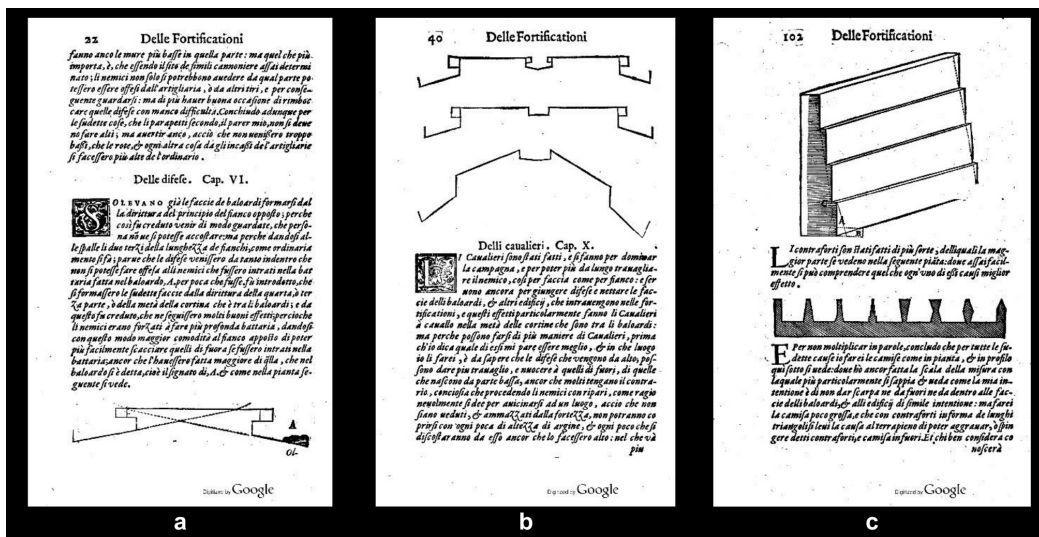 22 Delle Fortificationi
fanno anco le mure più basse in quella parte: ma quel che più
importa, è, che essendo il sito de simili cannoniere assai determi
nato; li nemici non solo si potrebbono auedere da qual parte po-
tessero essere offesi dall'artigliaria, ò da altri tiri, e per conse-
guente guardarsi: ma di più hauer buona occasione di rimboc
care quelle difese con manco difficultà. Conchiudo adunque per
le sudette cose, che li parapetti secondo, il parer mio, non si deue
no fare alti; ma auertir anco, acciò che non uenissero troppo
bassi, che le rote, & ogni altra cosa da gli incassi de l'artigliarie
si facessero più alte de l'ordinario.
Delle difese. Cap. VI.
SOLEVANO già le faccie de baloardi formarsi dal
la dirittura del principio del fianco opposto; perche
così fu creduto venir di modo guardate, che perso-
na nō ue si potesse accostare: ma perche dandosi al-
le spalle li due terzi della lunghezza de fianchi, come ordinaria
mente si fà; parue che le difese venissero da tanto indentro che
non si potesse fare offesa alli nemici che fussero intrati nella bat
taria fatta nel baloardo, A, per poca che fusse, fù introdotto, che
si formassero le sudette faccie dalla dirittura della quarta, ò ter
za parte, ò della metà della cortina che è tra li baloardi; e da
questo fu creduto, che ne seguissero molti buoni effetti; percioche
li nemici erano forzati à fare più profonda battaria, dandosi
con questo modo maggior comodità al fianco opposto di poter
più facilmente scacciare quelli di fuora se fussero intrati nella
battaria; ancor che l'hauessero fatta maggiore di q̄lla, che nel
baloardo si è detta, cioè il signato di, A, & come nella pianta se-
guente si vede.
A
Ol-
Digitized by Google
a
40 Delle Fortificationi
Delli caualieri. Cap. X.
LI Caualieri sono stati fatti, e si fanno per dominar
la campagna, e per poter più da lungo trauaglia-
re il nemico, così per faccia come per fianco: e ser
uono ancora per giungere difese e nettare le fac-
cie delli baloardi, & altri edificij, che intrauengono nelle for-
tificationi, e questi effetti particolarmente fanno li Caualieri
à cauallo nella metà delle cortine che sono tra li baloardi:
ma perche possono farsi di più maniere di Caualieri, prima
ch'io dica quale di essi mi par essere meglio, & in che luogo
io li farei, è da sapere che le difese che vengono da alto, pos-
sono dare piu trauaglio, e nuocere à quelli di fuori, di quelle
che nascono da parte bassa, ancor che molti tengano il contra-
rio, conciosia che procedendo li nemici con ripari, come ragio
neuolmente si dee per auicinarsi ad un luogo, accio che non
siano ueduti, & ammazzati dalla fortezza, non potranno co
prirsi con ogni poca di altezza di argine, & ogni poco che si
discostaranno da esso ancor che lo facessero alto: nel che và
piu
Digitized by Google
b
102 Delle Fortificationi
A
B
C
LI contraforti son stati fatti di più sorte, delli quali la mag-
gior parte se vedeno nella seguente piāta: doue assai facil-
mente si può comprendere quel che ogn'vno di essi causi miglior
effetto.
E Per non moltiplicar in parole, concludo che per tutte le su-
dette cause io farei le camise come in pianta, & in profilo
qui sotto si uede: doue hò ancor fatta la scala della misura con
laquale più particolarmente si sappia & ueda come la mia in-
tentione è di non dar scarpa ne da fuori ne da dentro alle fac-
cie delli baloardi, & alli edificij di simile intentione: ma farei
la camisa poco grossa, e che con contraforti in forma de lunghi
triangoli si leui la causa al terrapieno di poter aggrauar, ò spin
gere detti contraforti, e camisa in fuori. Et chi ben considera co
noscerà
Digitized by Google
c